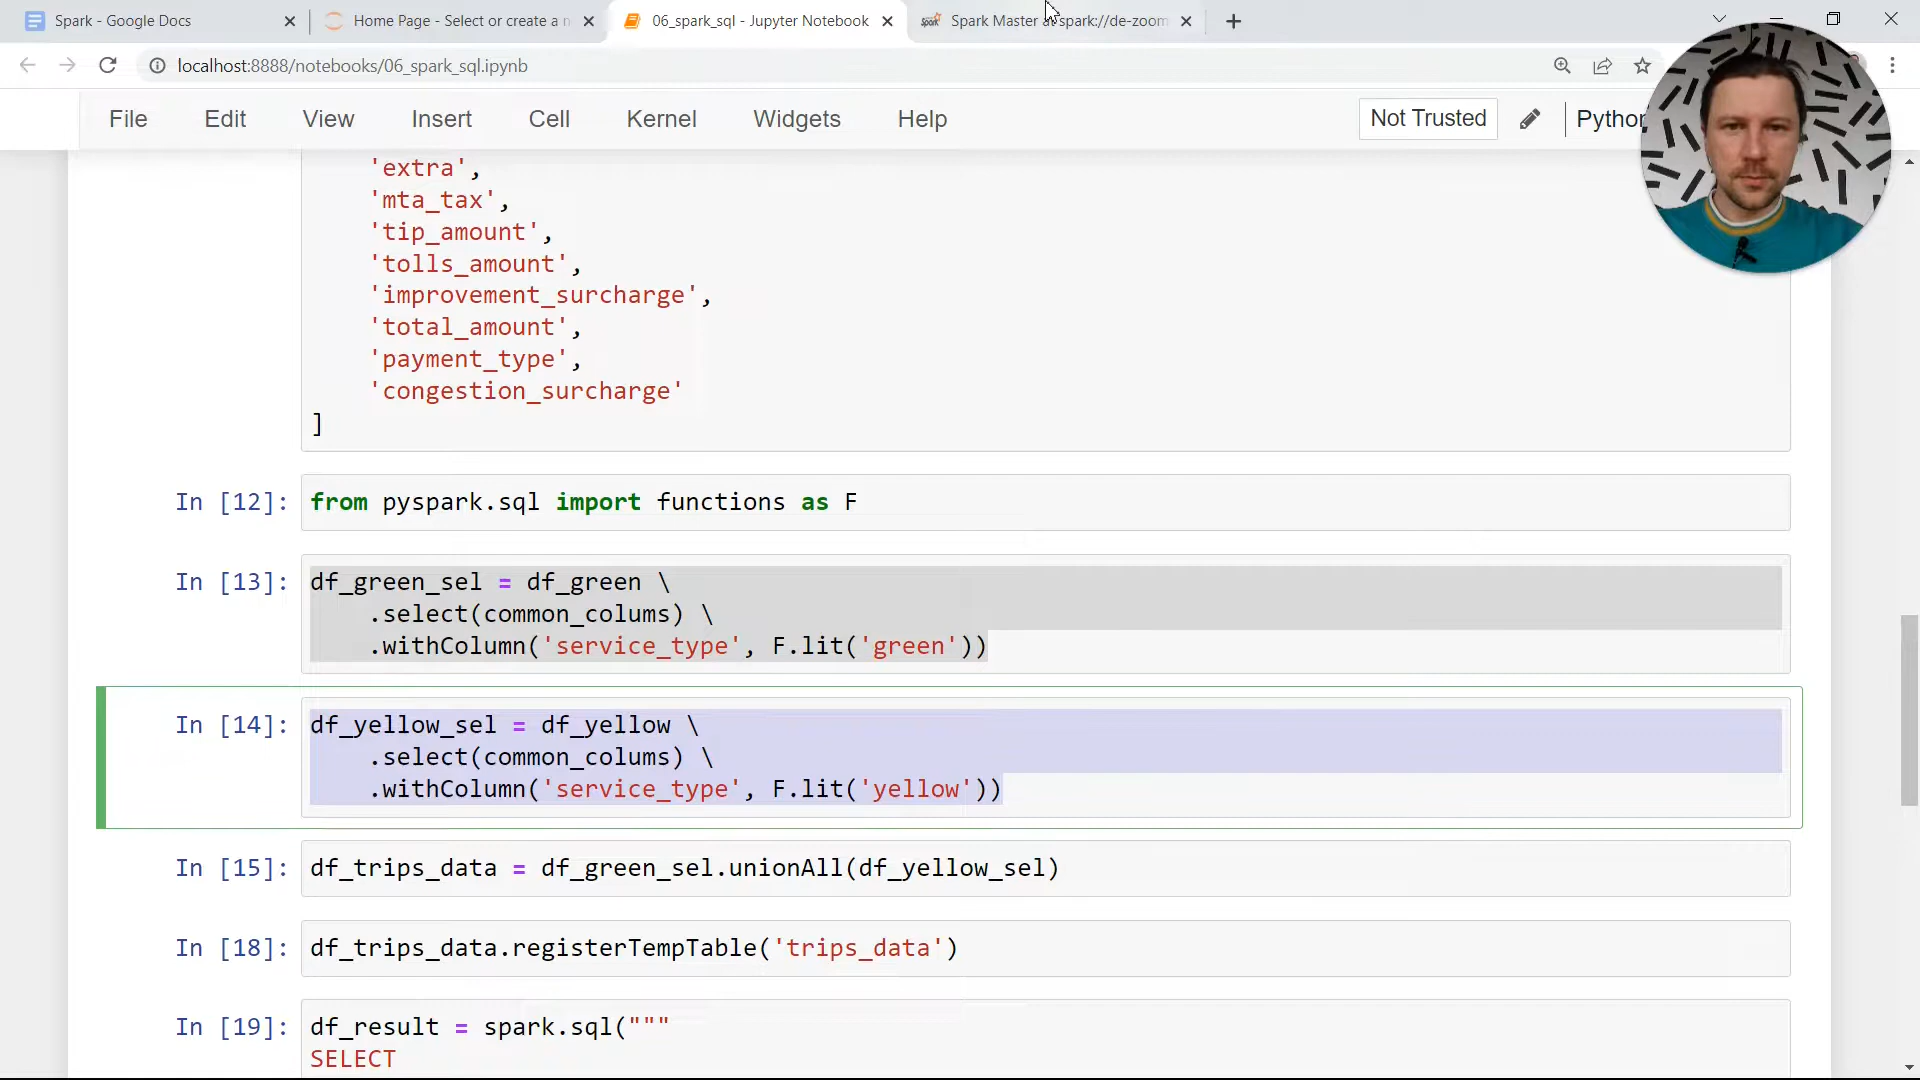 Spark - Google Docs
Home Page - Select or create a n
06_spark_sql - Jupyter Notebook
Spark Master at spark://de-zoom
localhost:8888/notebooks/06_spark_sql.ipynb
File Edit View Insert Cell Kernel Widgets Help
Not Trusted
Python
'extra',
'mta_tax',
'tip_amount',
'tolls_amount',
'improvement_surcharge',
'total_amount',
'payment_type',
'congestion_surcharge'
]
In [12]: from pyspark.sql import functions as F
In [13]: df_green_sel = df_green \
.select(common_colums) \
.withColumn('service_type', F.lit('green'))
In [14]: df_yellow_sel = df_yellow \
.select(common_colums) \
.withColumn('service_type', F.lit('yellow'))
In [15]: df_trips_data = df_green_sel.unionAll(df_yellow_sel)
In [18]: df_trips_data.registerTempTable('trips_data')
In [19]: df_result = spark.sql("""
SELECT